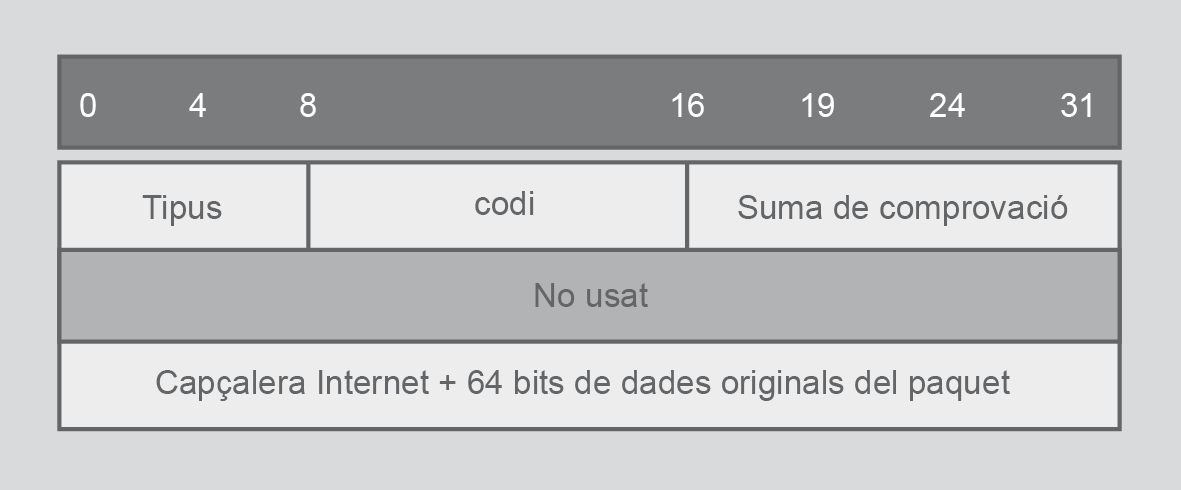 0 4 8 16 19 24 31
Tipus codi Suma de comprovació
No usat
Capçalera Internet + 64 bits de dades originals del paquet